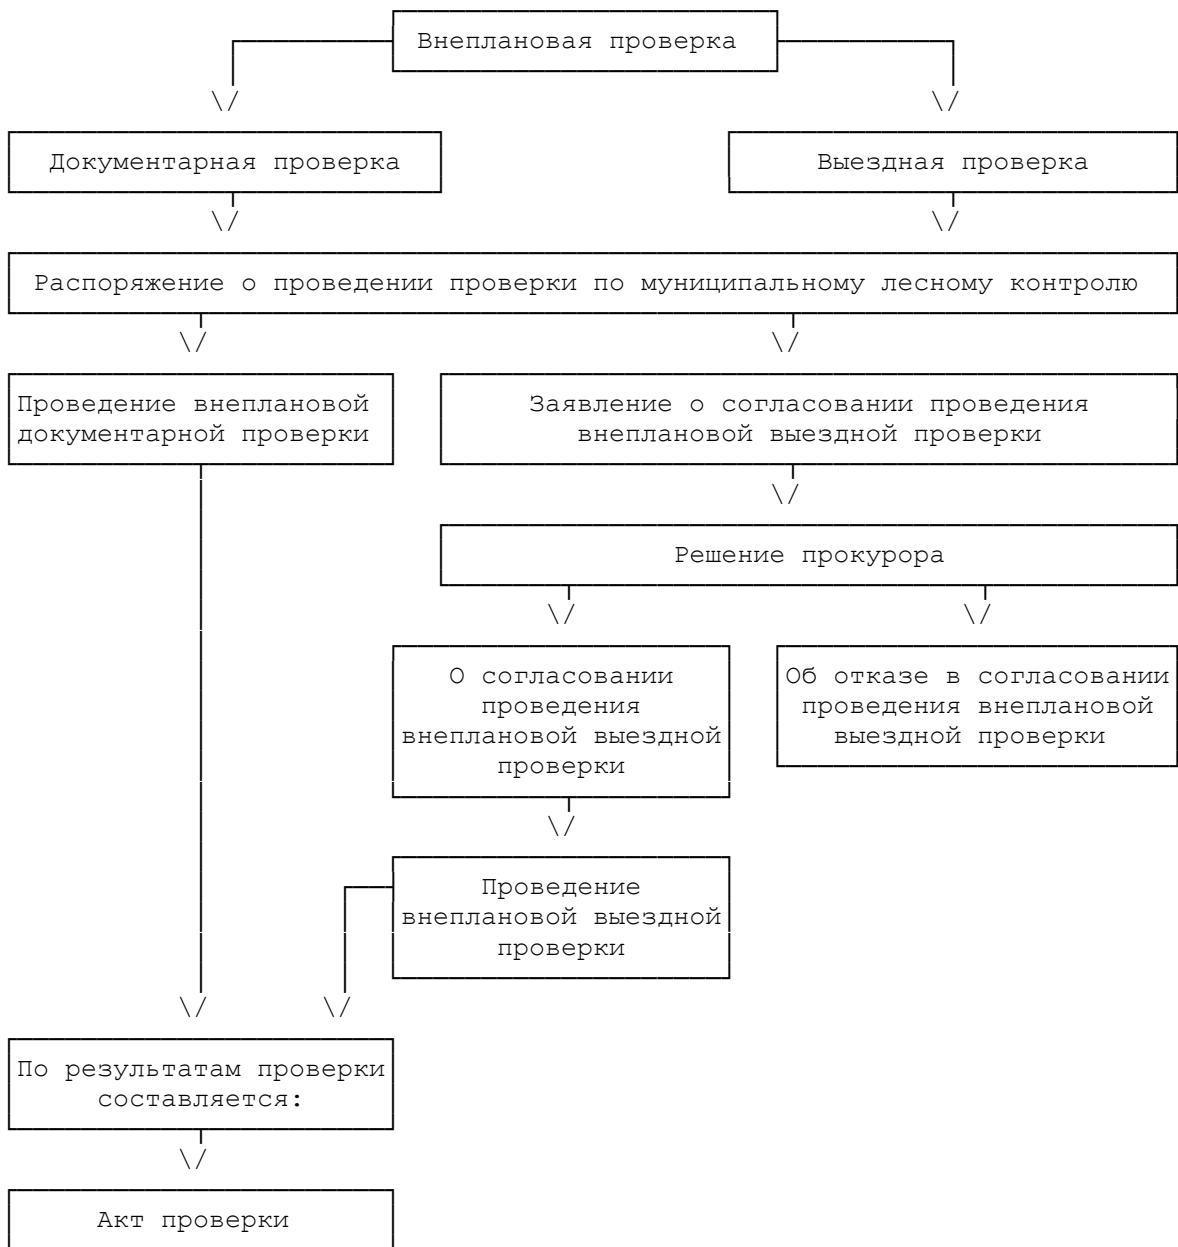 Внеплановая проверка
Документарная проверка
Выездная проверка
Распоряжение о проведении проверки по муниципальному лесному контролю
Проведение внеплановой
документарной проверки
Заявление о согласовании проведения
внеплановой выездной проверки
Решение прокурора
О согласовании
проведения
внеплановой выездной
проверки
Об отказе в согласовании
проведения внеплановой
выездной проверки
Проведение
внеплановой выездной
проверки
По результатам проверки
составляется:
Акт проверки